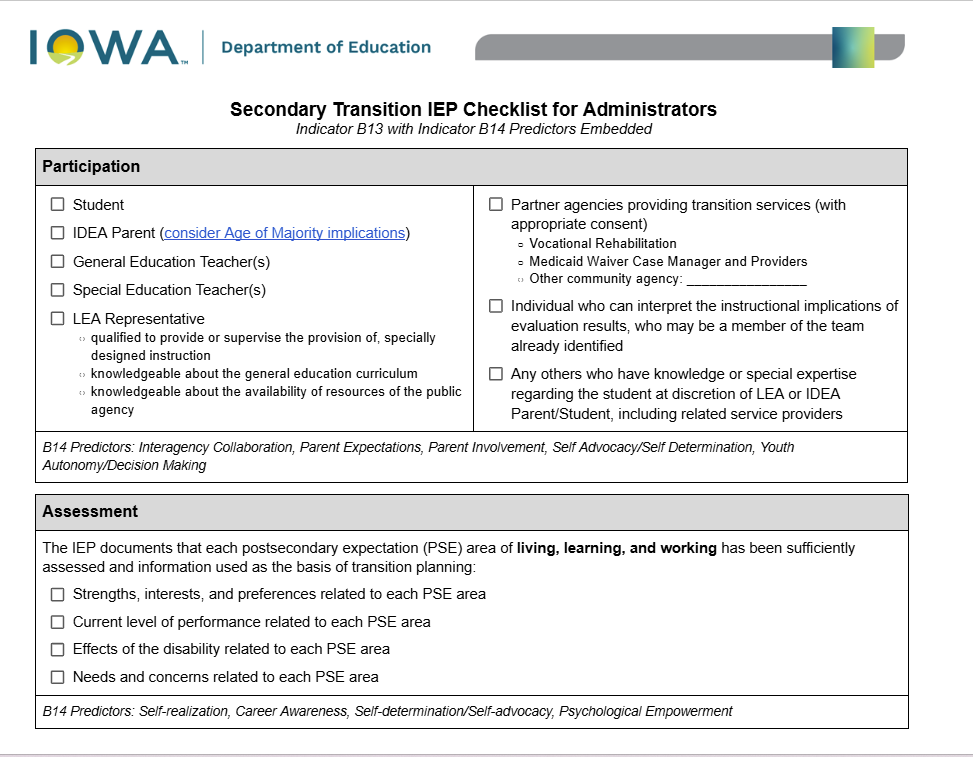 IOWA™ Department of Education
Secondary Transition IEP Checklist for Administrators
Indicator B13 with Indicator B14 Predictors Embedded
Participation
Student
IDEA Parent (consider Age of Majority implications)
General Education Teacher(s)
Special Education Teacher(s)
LEA Representative
qualified to provide or supervise the provision of, specially
designed instruction
knowledgeable about the general education curriculum
knowledgeable about the availability of resources of the public
agency
Partner agencies providing transition services (with
appropriate consent)
Vocational Rehabilitation
Medicaid Waiver Case Manager and Providers
Other community agency: ________________
Individual who can interpret the instructional implications of
evaluation results, who may be a member of the team
already identified
Any others who have knowledge or special expertise
regarding the student at discretion of LEA or IDEA
Parent/Student, including related service providers
B14 Predictors: Interagency Collaboration, Parent Expectations, Parent Involvement, Self Advocacy/Self Determination, Youth
Autonomy/Decision Making
Assessment
The IEP documents that each postsecondary expectation (PSE) area of living, learning, and working has been sufficiently
assessed and information used as the basis of transition planning:
Strengths, interests, and preferences related to each PSE area
Current level of performance related to each PSE area
Effects of the disability related to each PSE area
Needs and concerns related to each PSE area
B14 Predictors: Self-realization, Career Awareness, Self-determination/Self-advocacy, Psychological Empowerment